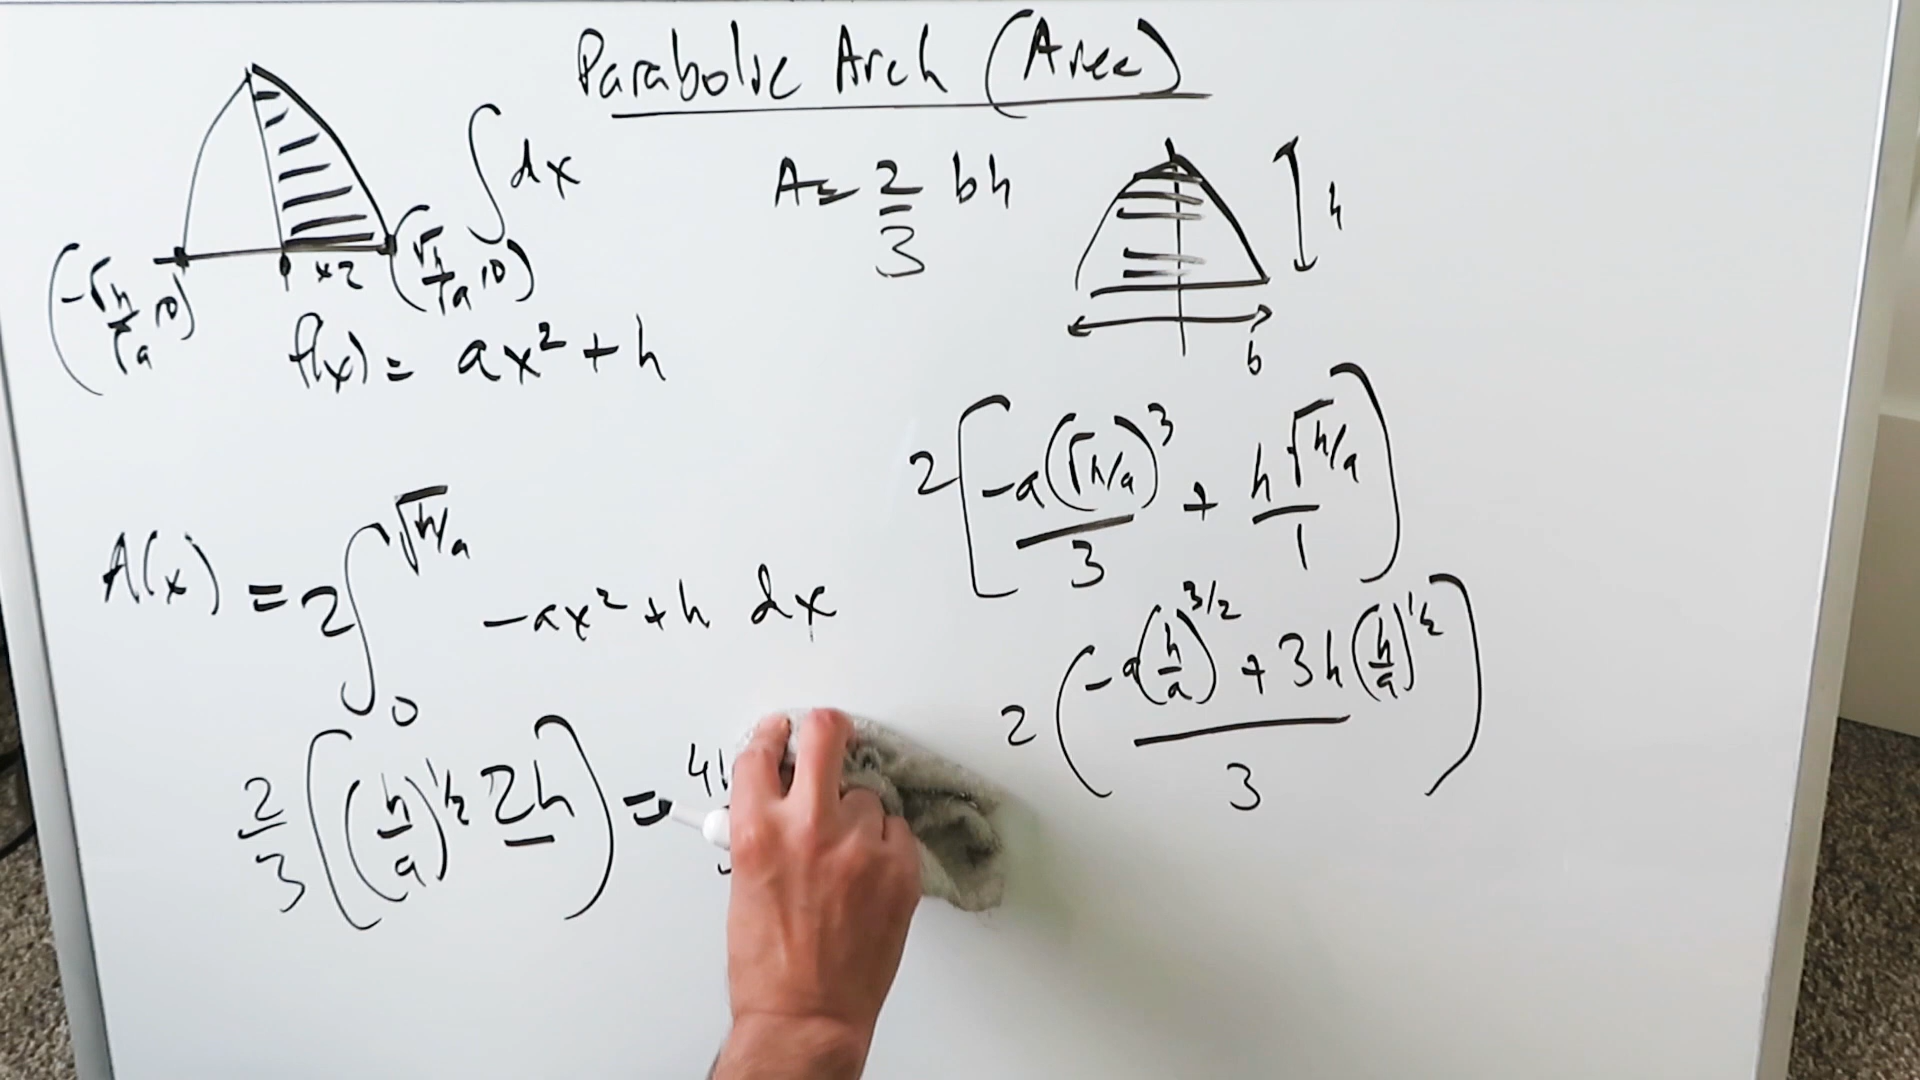 Parabolic Arch (Area)
∫ dx
A = 2/3 bh
h
b
(-√h/√a, 0)
x2
(√h/√a, 0)
f(x) = ax² + h
A(x) = 2 ∫₀^√(h/a) -ax² + h dx
2 [ -a(√h/a)³/3 + h√h/a/1 ]
2 ( (-a(h/a)^3/2 + 3h(h/a)^1/2)/3 )
2/3 ( (h/a)^1/2 2h ) = 4